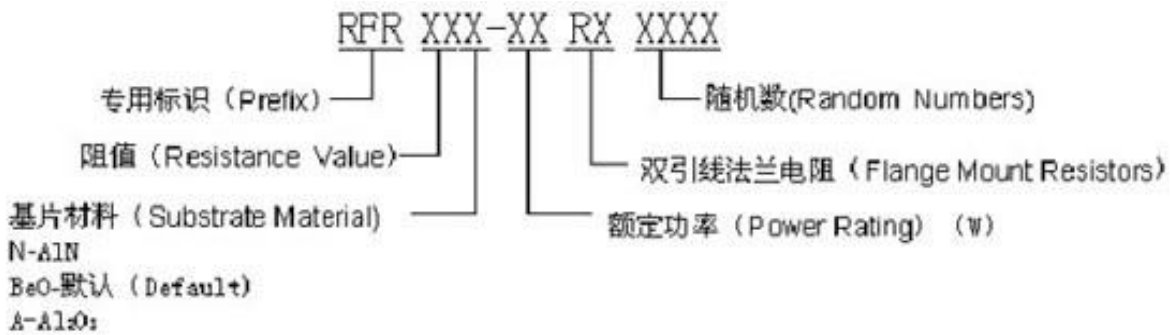 RFR XXX-XX RX XXXX
专用标识（Prefix）
随机数(Random Numbers)
阻值（Resistance Value）
双引线法兰电阻（Flange Mount Resistors）
基片材料（Substrate Material）
额定功率（Power Rating）（W）
N-AlN
BeO-默认（Default）
A-Al₂O₃